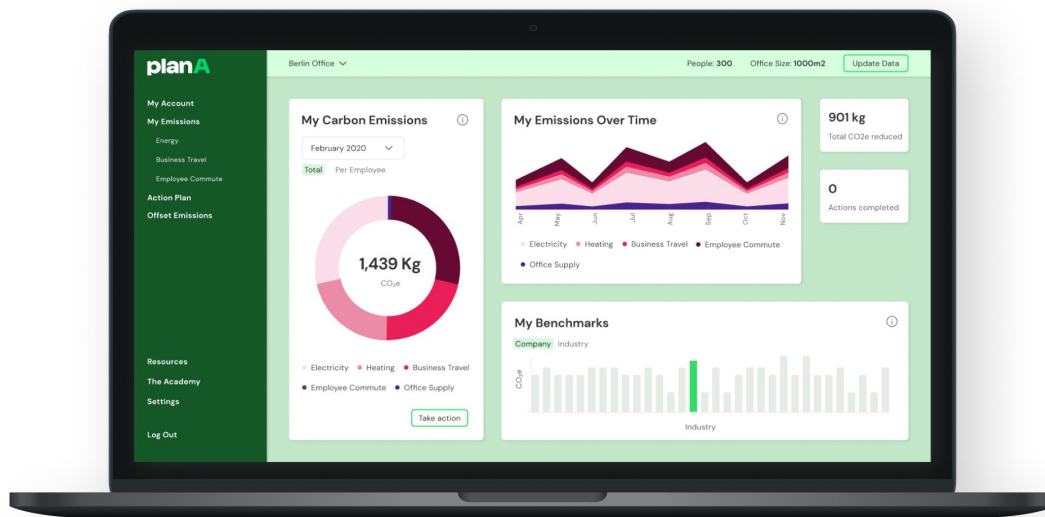 planA
Berlin Office
People: 300
Office Size: 1000m2
Update Data
My Account
My Emissions
Energy
Business Travel
Employee Commute
Action Plan
Offset Emissions
Resources
The Academy
Settings
Log Out
My Carbon Emissions
February 2020
Total Per Employee
1,439 Kg
CO₂e
Electricity Heating Business Travel
Employee Commute Office Supply
Take action
My Emissions Over Time
Apr May Jun Jul Aug Sep Oct Nov
Electricity Heating Business Travel Employee Commute
Office Supply
901 kg
Total CO2e reduced
0
Actions completed
My Benchmarks
Company Industry
CO₂e
Industry